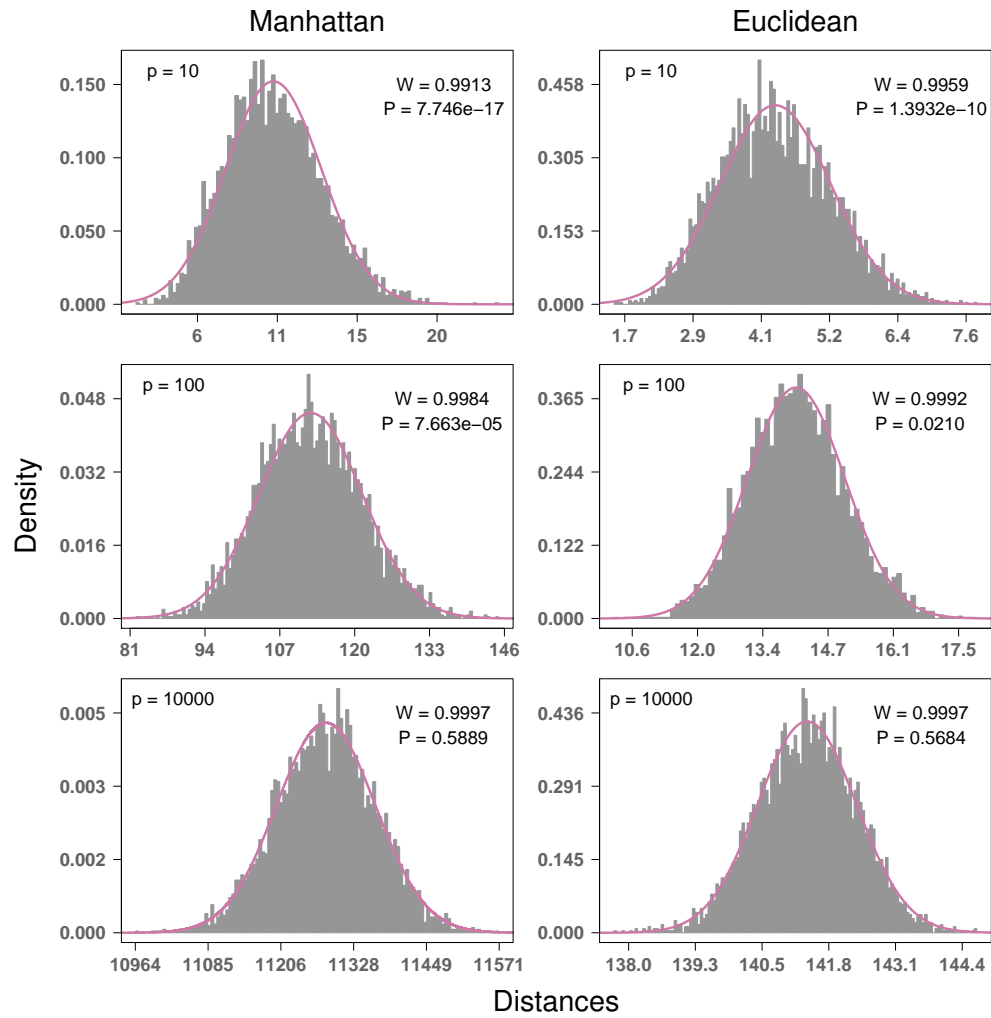 Manhattan
Euclidean
p = 10
W = 0.9913
P = 7.746e−17
0.150
0.100
0.050
0.000
6 11 15 20
p = 10
W = 0.9959
P = 1.3932e−10
0.458
0.305
0.153
0.000
1.7 2.9 4.1 5.2 6.4 7.6
Density
p = 100
W = 0.9984
P = 7.663e−05
0.048
0.032
0.016
0.000
81 94 107 120 133 146
p = 100
W = 0.9992
P = 0.0210
0.365
0.244
0.122
0.000
10.6 12.0 13.4 14.7 16.1 17.5
p = 10000
W = 0.9997
P = 0.5889
0.005
0.003
0.002
0.000
10964 11085 11206 11328 11449 11571
p = 10000
W = 0.9997
P = 0.5684
0.436
0.291
0.145
0.000
138.0 139.3 140.5 141.8 143.1 144.4
Distances